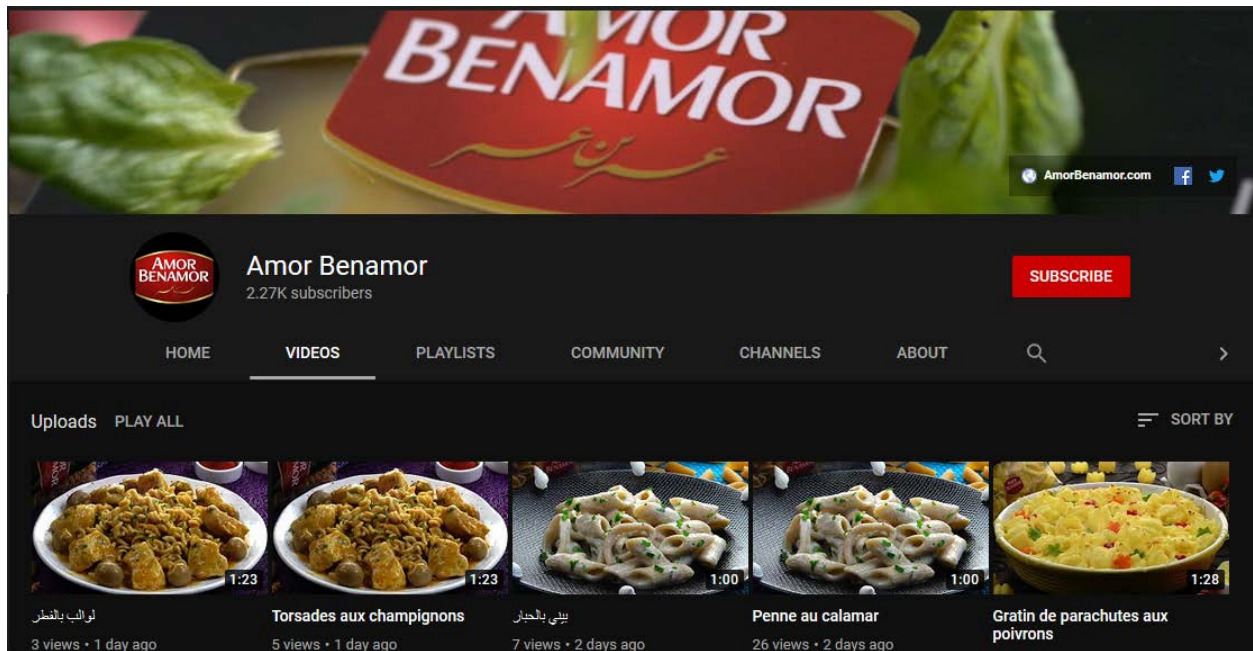 AMOR
BENAMOR
عمر بن عمر
AmorBenamor.com
AMOR
BENAMOR
Amor Benamor
2.27K subscribers
SUBSCRIBE
HOME VIDEOS PLAYLISTS COMMUNITY CHANNELS ABOUT
Uploads PLAY ALL
SORT BY
1:23 1:23 1:00 1:00 1:28
لوالب بالفطر
Torsades aux champignons
بيني بالحبار
Penne au calamar
Gratin de parachutes aux
poivrons
3 views • 1 day ago
5 views • 1 day ago
7 views • 2 days ago
26 views • 2 days ago